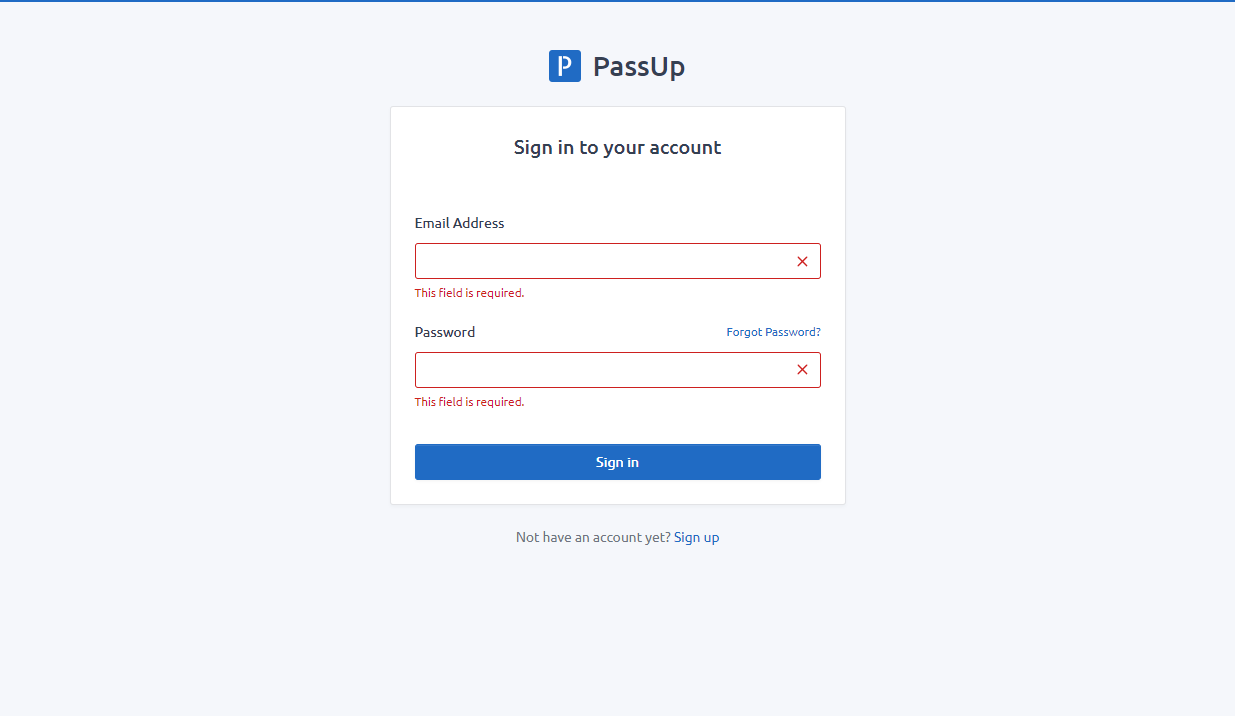 PassUp
Sign in to your account
Email Address
This field is required.
Password Forgot Password?
This field is required.
Sign in
Not have an account yet? Sign up